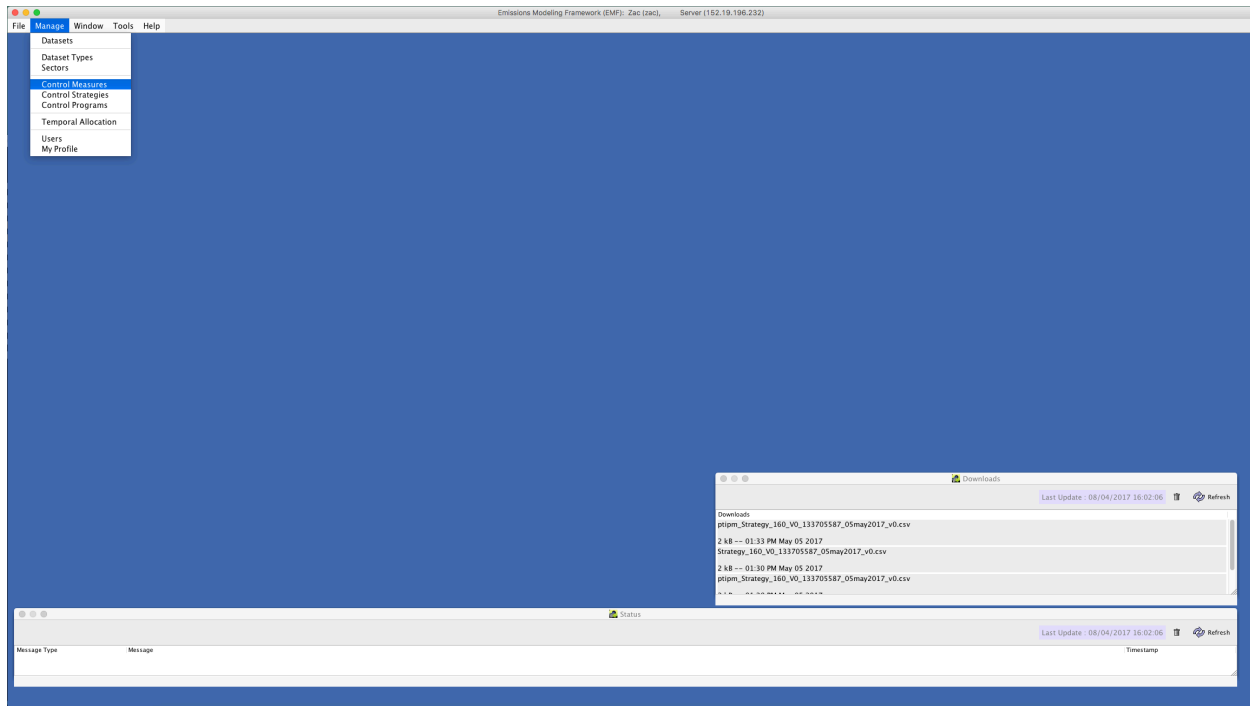 Emissions Modeling Framework (EMF): Zac (zac), Server (152.19.196.232)
File Manage Window Tools Help
Datasets
Dataset Types
Sectors
Control Measures
Control Strategies
Control Programs
Temporal Allocation
Users
My Profile
Downloads
Last Update : 08/04/2017 16:02:06 Refresh
Downloads
ptipm_Strategy_160_V0_133705587_05may2017_v0.csv
2 kB -- 01:33 PM May 05 2017
Strategy_160_V0_133705587_05may2017_v0.csv
2 kB -- 01:30 PM May 05 2017
ptipm_Strategy_160_V0_133705587_05may2017_v0.csv
Status
Last Update : 08/04/2017 16:02:06 Refresh
Message Type Message Timestamp